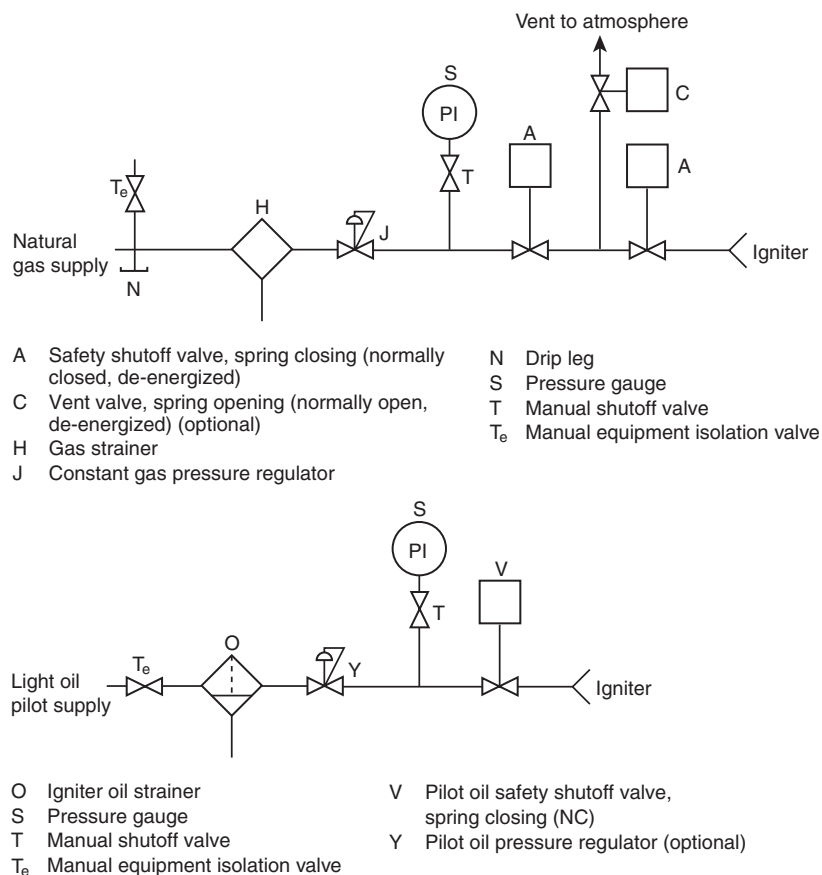 Vent to atmosphere
S
C
PI
A
A
Te
T
H
J
Natural
gas supply
Igniter
N
A Safety shutoff valve, spring closing (normally
closed, de-energized)
C Vent valve, spring opening (normally open,
de-energized) (optional)
H Gas strainer
J Constant gas pressure regulator
N Drip leg
S Pressure gauge
T Manual shutoff valve
Te Manual equipment isolation valve
S
PI
V
T
O
Te
Y
Light oil
pilot supply
Igniter
O Igniter oil strainer
S Pressure gauge
T Manual shutoff valve
Te Manual equipment isolation valve
V Pilot oil safety shutoff valve,
spring closing (NC)
Y Pilot oil pressure regulator (optional)